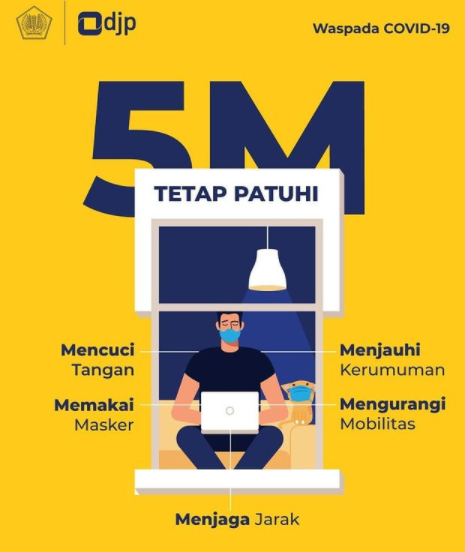 djp
Waspada COVID-19
5M
TETAP PATUHI
Mencuci
Tangan
Menjauhi
Kerumuman
Memakai
Masker
Mengurangi
Mobilitas
Menjaga Jarak